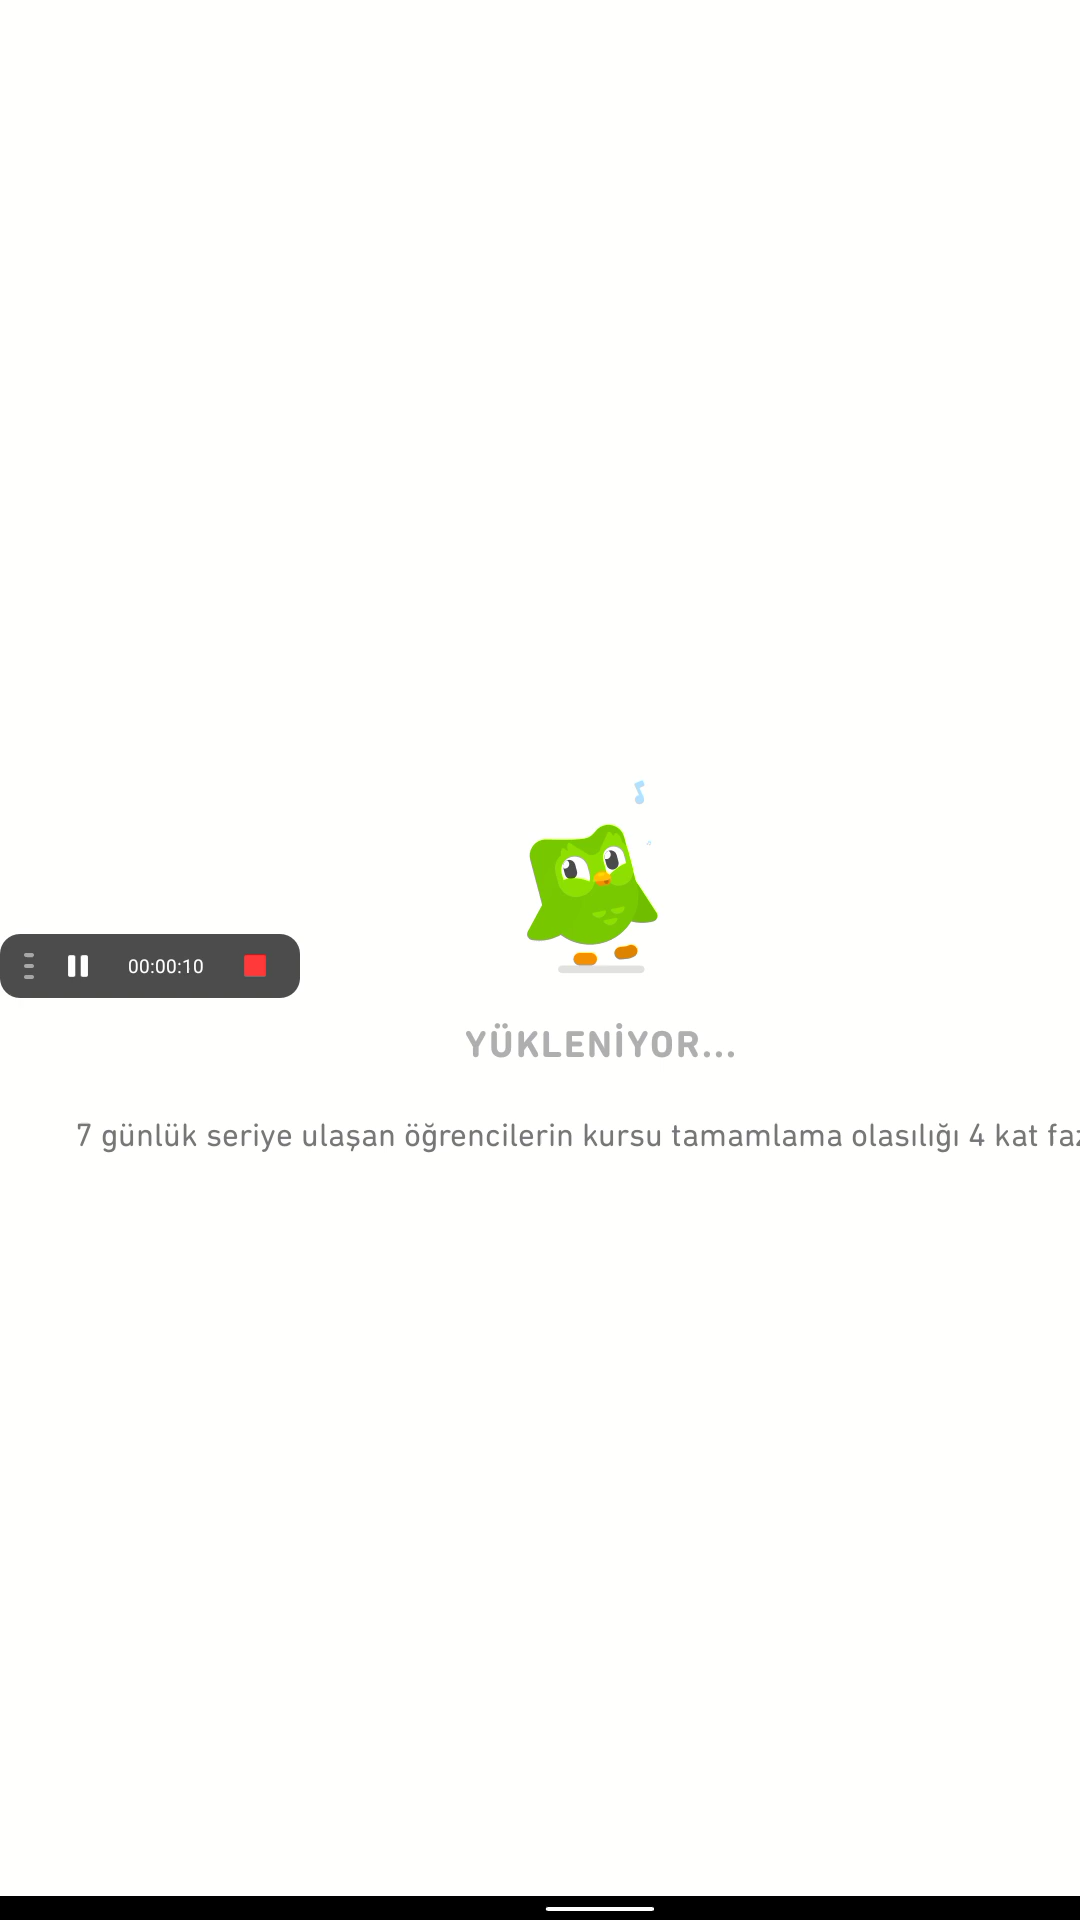 00:00:10
YÜKLENİYOR...
7 günlük seriye ulaşan öğrencilerin kursu tamamlama olasılığı 4 kat